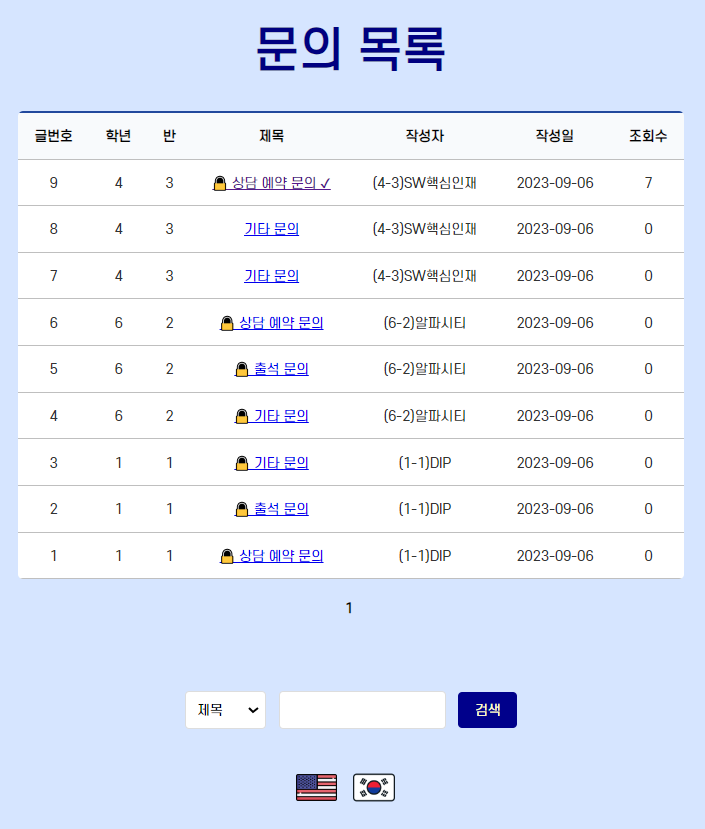 문의 목록
글번호 학년 반 제목 작성자 작성일 조회수
9 4 3 상담 예약 문의 ✓ (4-3)SW핵심인재 2023-09-06 7
8 4 3 기타 문의 (4-3)SW핵심인재 2023-09-06 0
7 4 3 기타 문의 (4-3)SW핵심인재 2023-09-06 0
6 6 2 상담 예약 문의 (6-2)알파시티 2023-09-06 0
5 6 2 출석 문의 (6-2)알파시티 2023-09-06 0
4 6 2 기타 문의 (6-2)알파시티 2023-09-06 0
3 1 1 기타 문의 (1-1)DIP 2023-09-06 0
2 1 1 출석 문의 (1-1)DIP 2023-09-06 0
1 1 1 상담 예약 문의 (1-1)DIP 2023-09-06 0
1
제목 검색